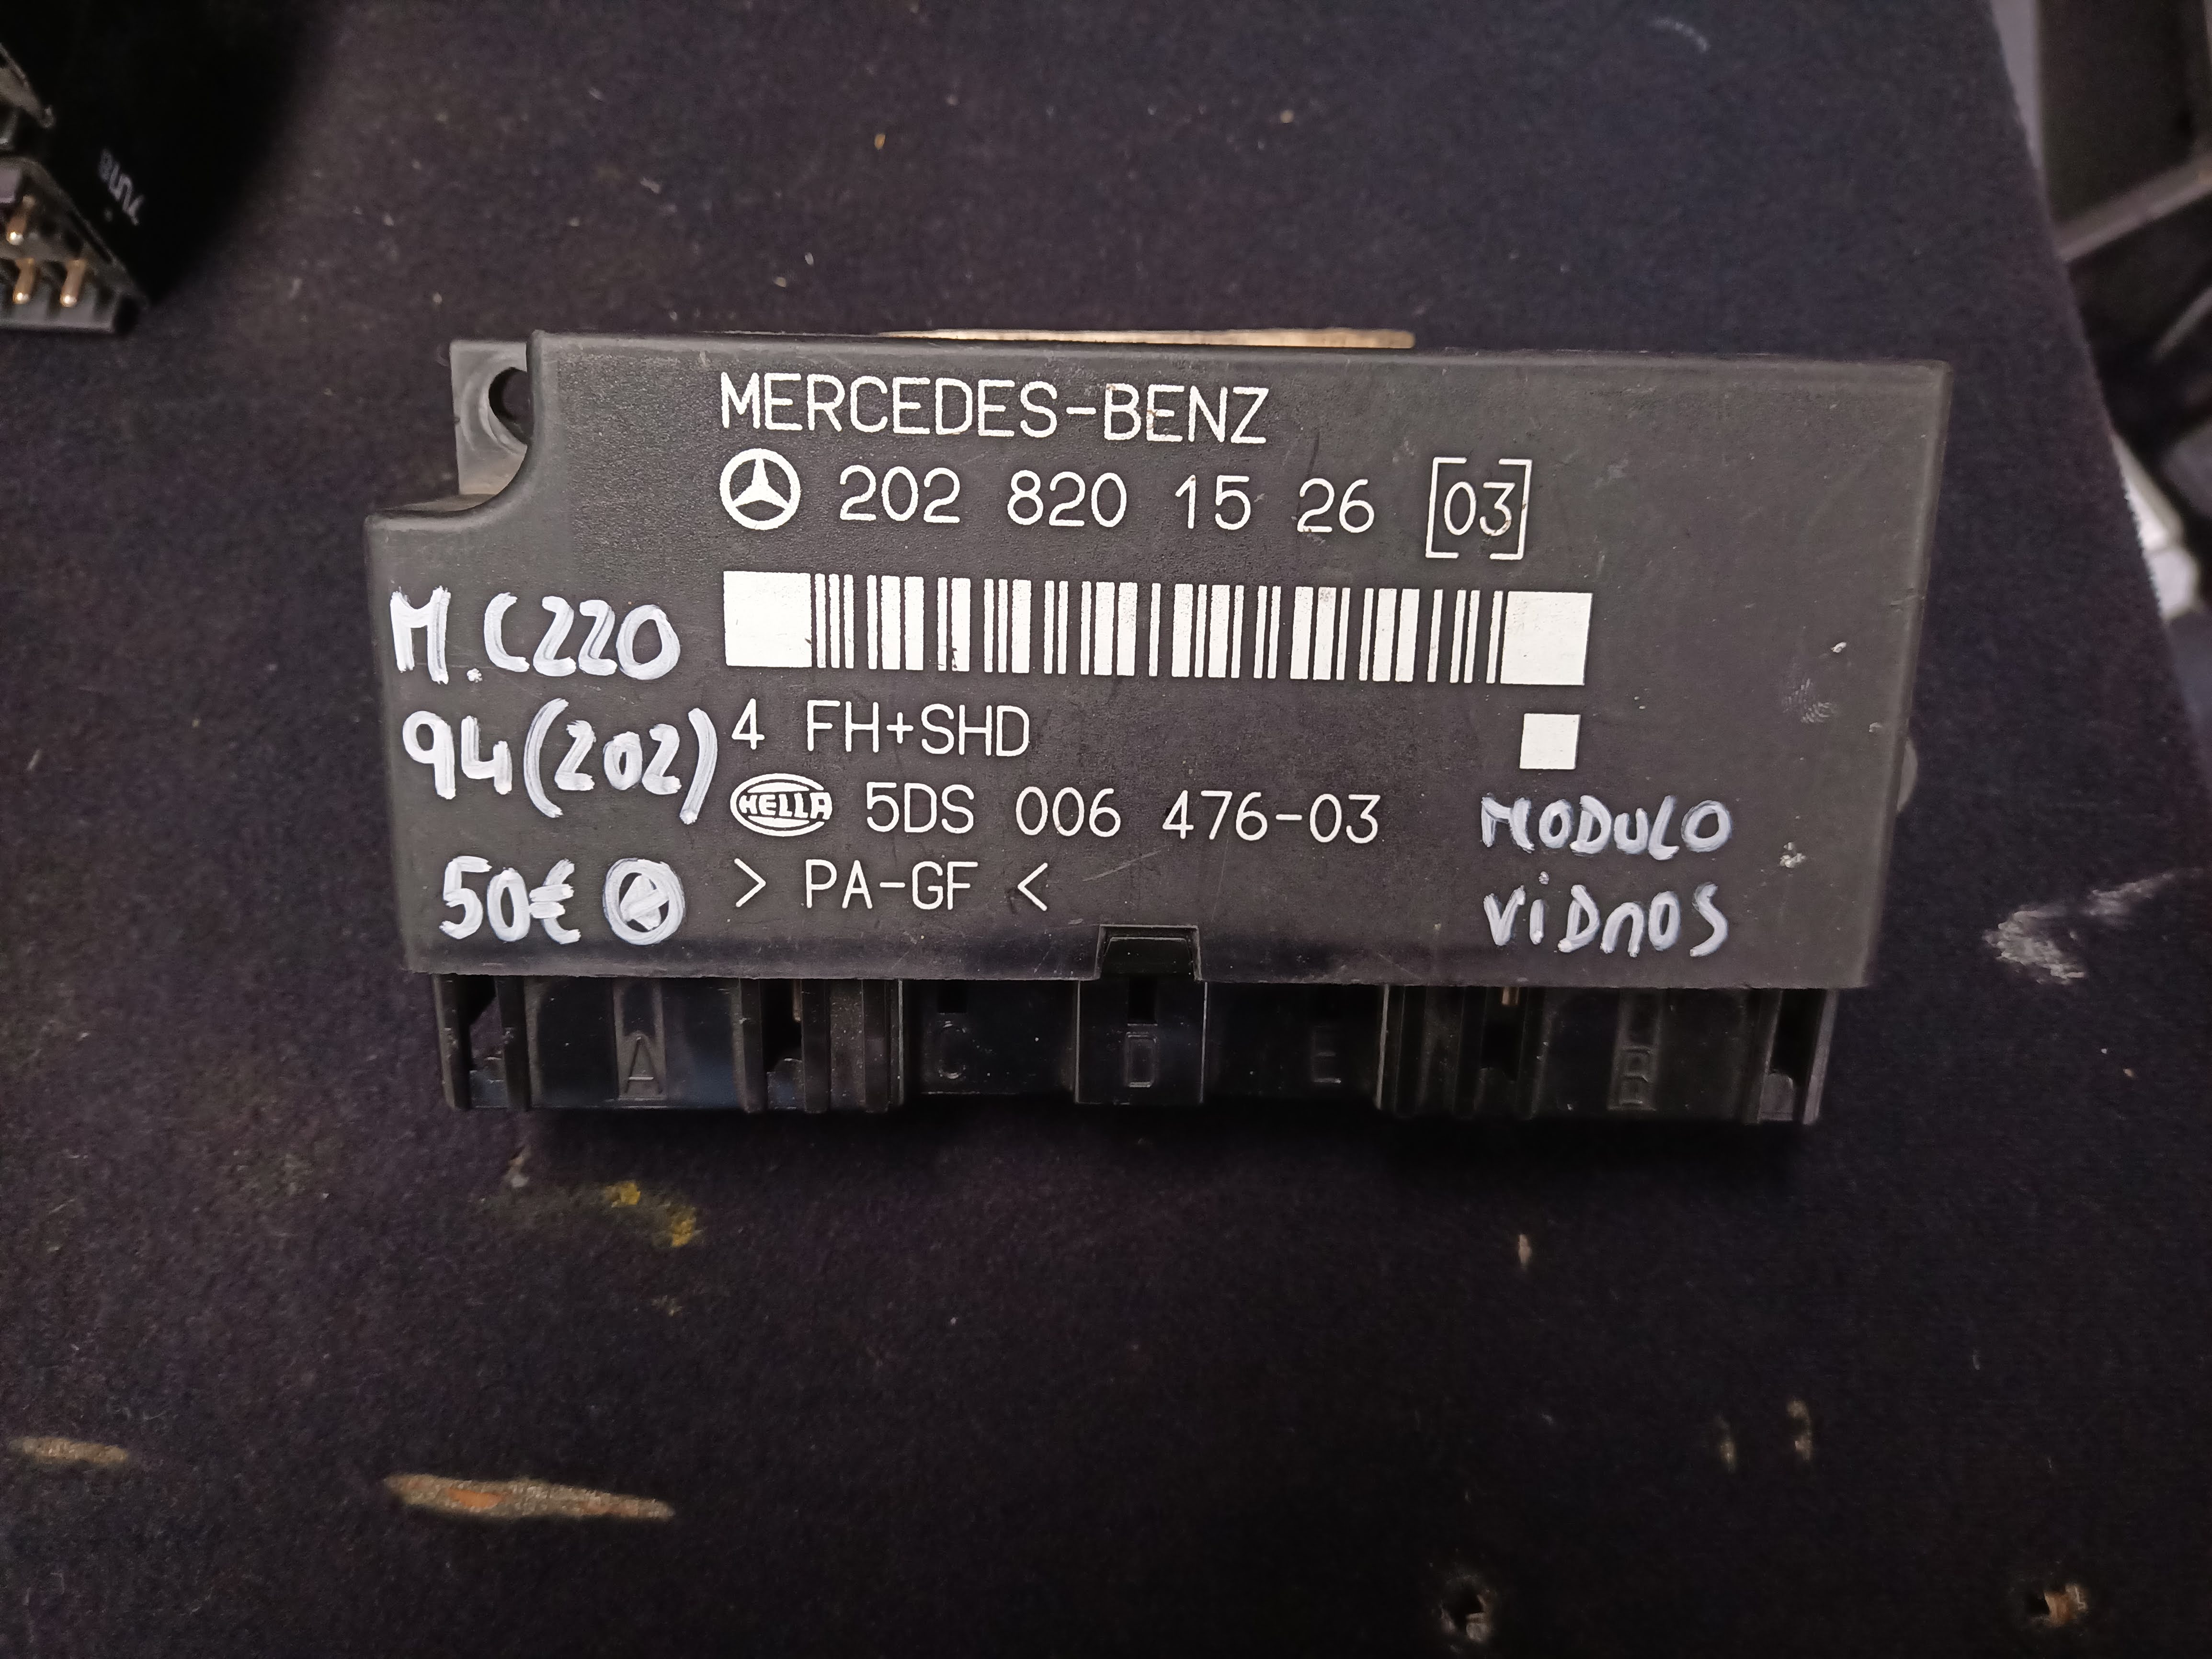 MERCEDES-BENZ
202 820 15 26 [03]
M.C220
94(202)
50€
4 FH+SHD
HELLA 5DS 006 476-03
> PA-GF <
MODULO
VIDROS
A C D E B